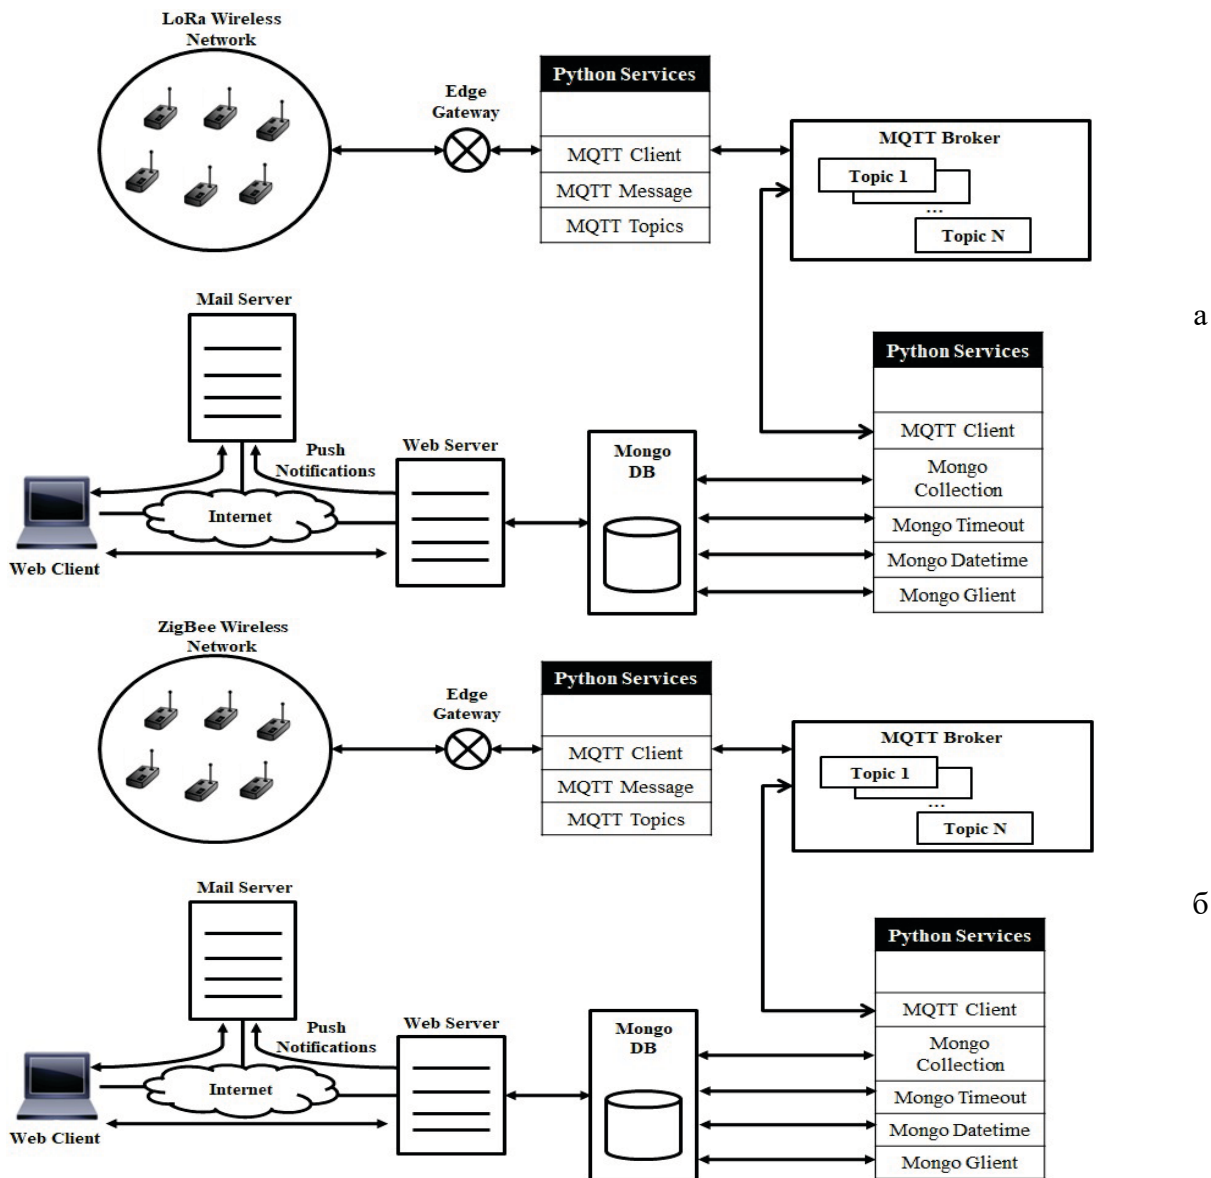 LoRa Wireless
Network
Edge
Gateway
Python Services
MQTT Client
MQTT Message
MQTT Topics
MQTT Broker
Topic 1
...
Topic N
Mail Server
Push
Notifications
Internet
Web Client
Web Server
Mongo
DB
Python Services
MQTT Client
Mongo
Collection
Mongo Timeout
Mongo Datetime
Mongo Glient
а
ZigBee Wireless
Network
Edge
Gateway
Python Services
MQTT Client
MQTT Message
MQTT Topics
MQTT Broker
Topic 1
...
Topic N
Mail Server
Push
Notifications
Internet
Web Client
Web Server
Mongo
DB
Python Services
MQTT Client
Mongo
Collection
Mongo Timeout
Mongo Datetime
Mongo Glient
б